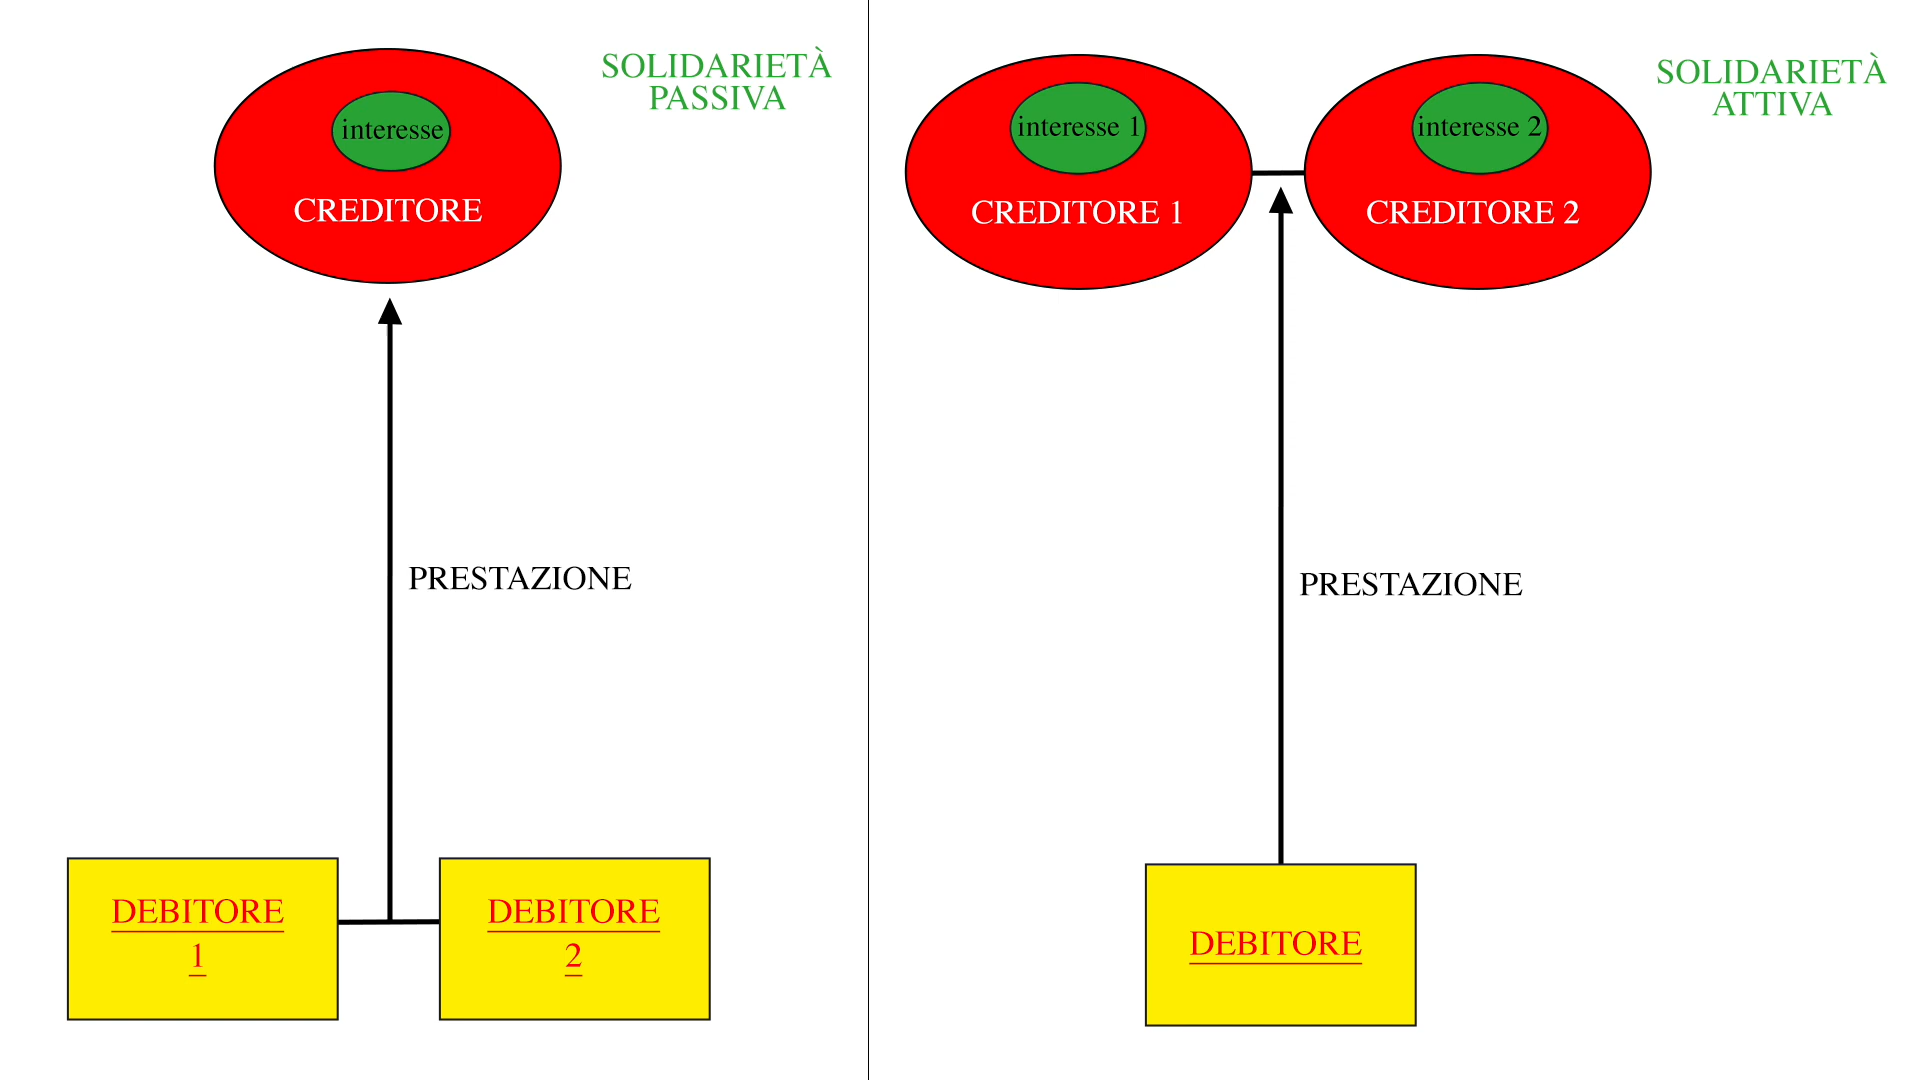 SOLIDARIETÀ
PASSIVA
interesse
CREDITORE
PRESTAZIONE
DEBITORE
1
DEBITORE
2
SOLIDARIETÀ
ATTIVA
interesse 1
CREDITORE 1
interesse 2
CREDITORE 2
PRESTAZIONE
DEBITORE